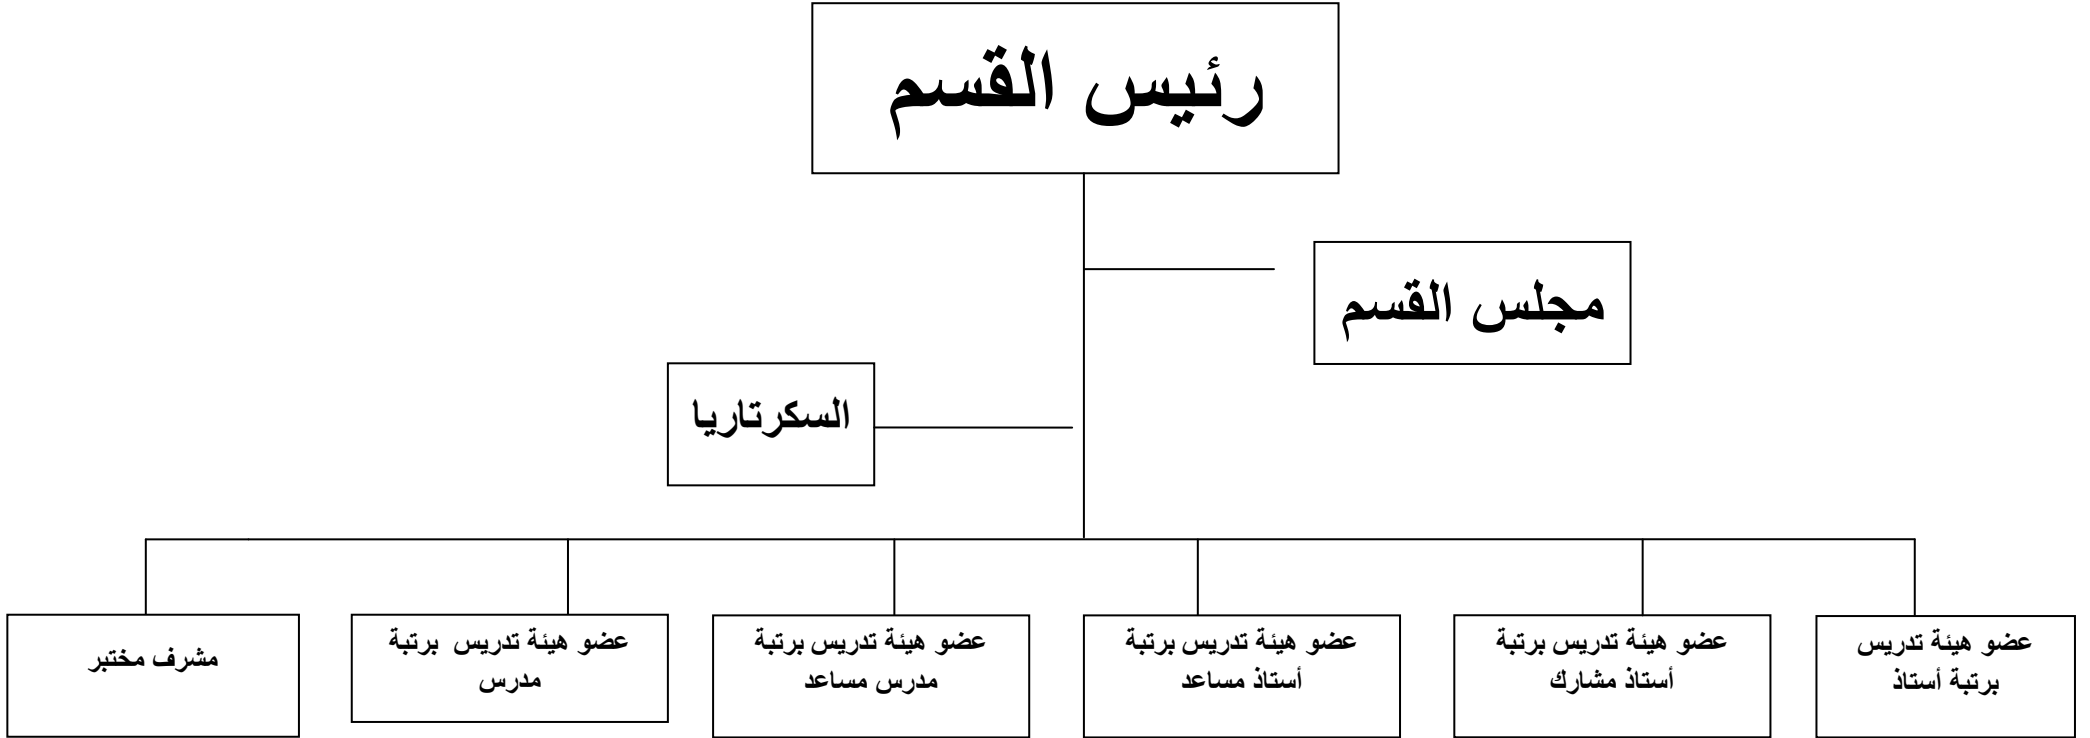 رئيس القسم
مجلس القسم
السكرتاريا
عضو هيئة تدريس
برتبة أستاذ
عضو هيئة تدريس برتبة
أستاذ مشارك
عضو هيئة تدريس برتبة
أستاذ مساعد
عضو هيئة تدريس برتبة
مدرس مساعد
عضو هيئة تدريس برتبة
مدرس
مشرف مختبر